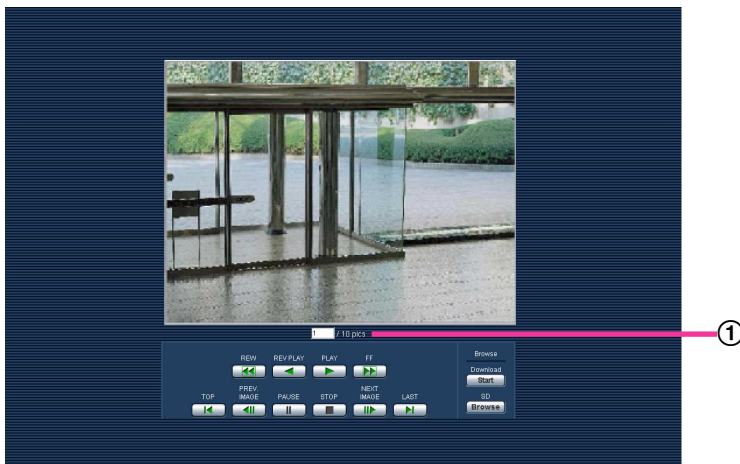 1 / 10 pics
①
REW REV PLAY PLAY FF
TOP PREV. IMAGE PAUSE STOP NEXT IMAGE LAST
Browse
Download
Start
SD
Browse